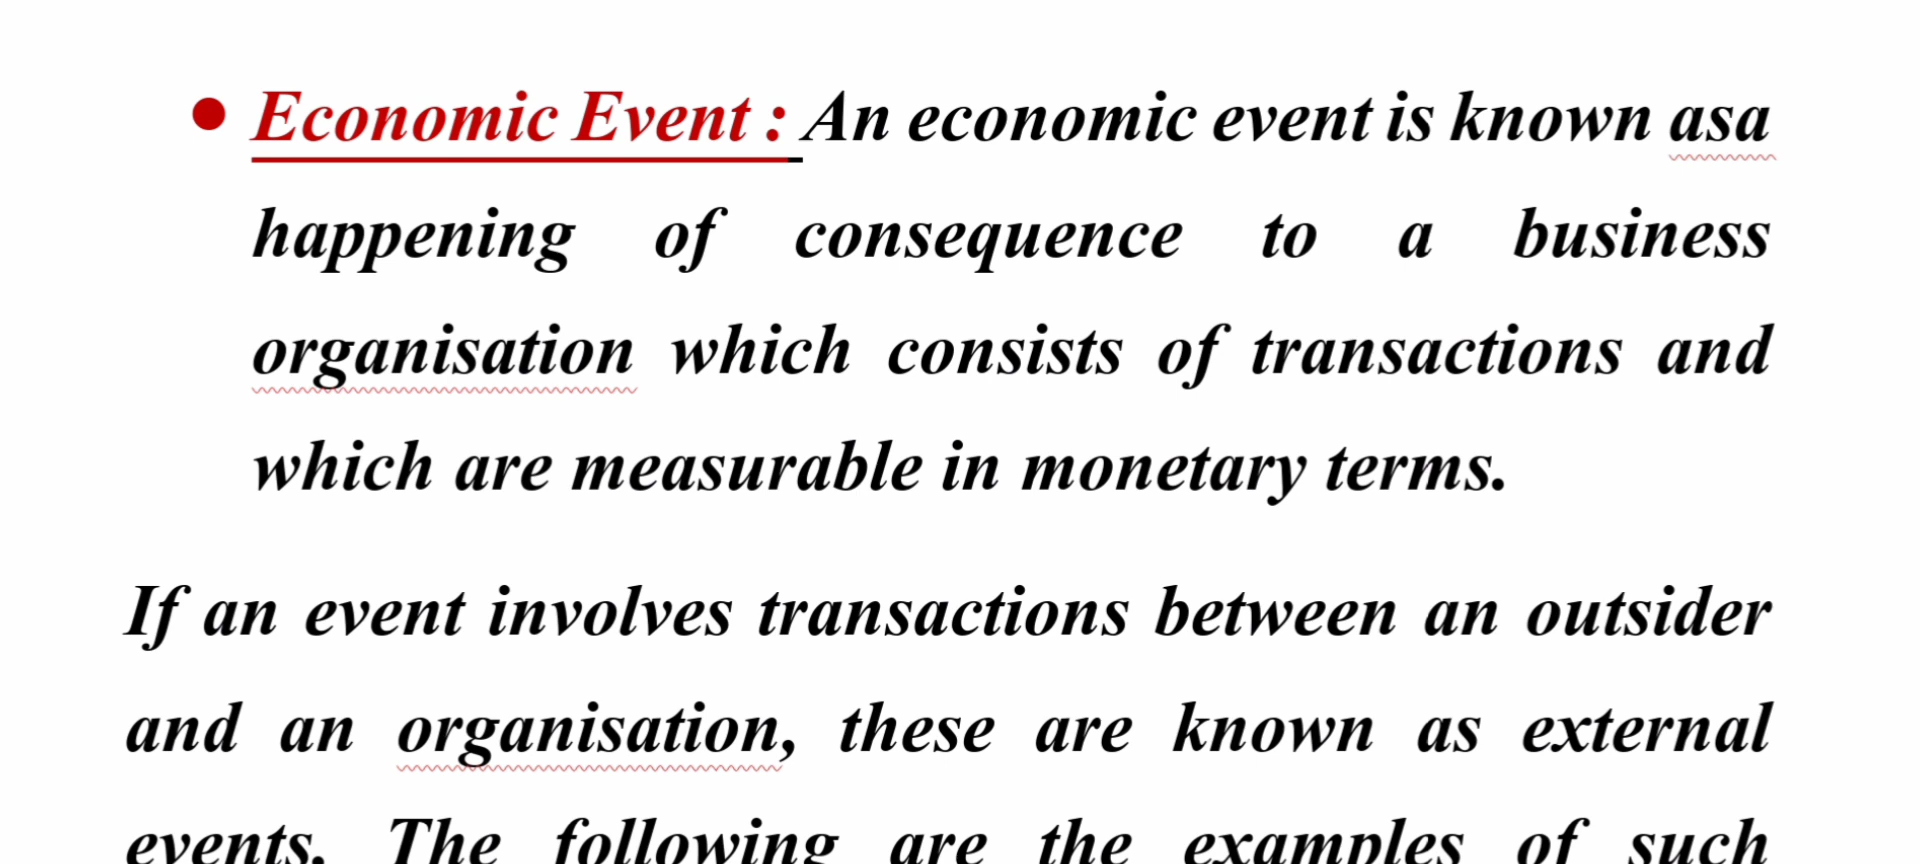 • Economic Event : An economic event is known asa
happening of consequence to a business
organisation which consists of transactions and
which are measurable in monetary terms.
If an event involves transactions between an outsider
and an organisation, these are known as external
events. The following are the examples of such